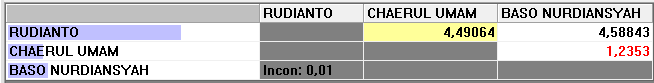 RUDIANTO CHAERUL UMAM BASO NURDIANSYAH
RUDIANTO 4,49064 4,58843
CHAERUL UMAM 1,2353
BASO NURDIANSYAH Incon: 0,01